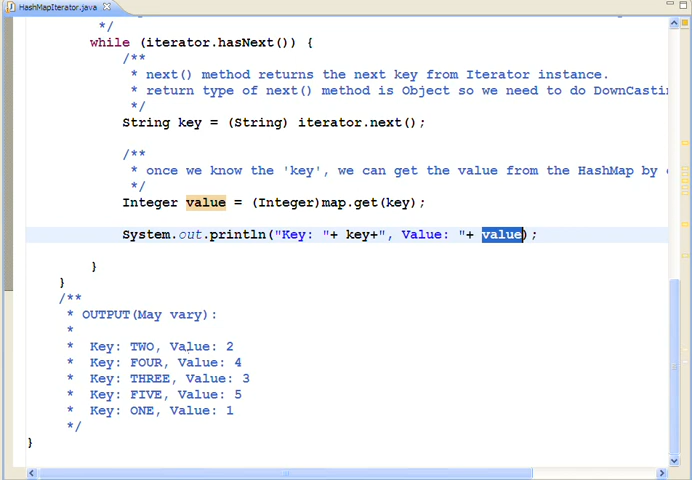 HashMapIterator.java
*/
while (iterator.hasNext()) {
/**
* next() method returns the next key from Iterator instance.
* return type of next() method is Object so we need to do DownCasting
*/
String key = (String) iterator.next();
/**
* once we know the 'key', we can get the value from the HashMap by
*/
Integer value = (Integer)map.get(key);
System.out.println("Key: "+ key+", Value: "+ value);
}
}
/**
* OUTPUT(May vary):
*
* Key: TWO, Value: 2
* Key: FOUR, Value: 4
* Key: THREE, Value: 3
* Key: FIVE, Value: 5
* Key: ONE, Value: 1
*/
}